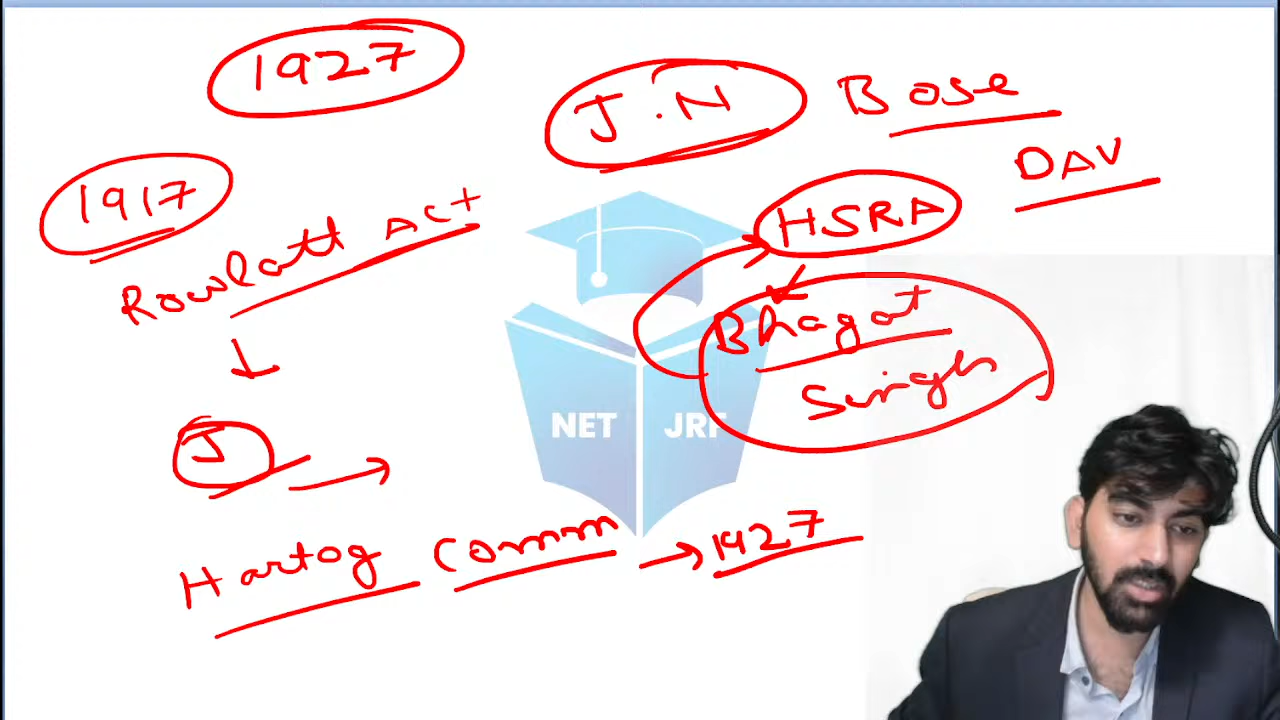 1927
J.N Bose
DAV
1917
HSRA
Rowlatt Act
Bhagat
Singh
NET JRF
J
Hartog Comm → 1927